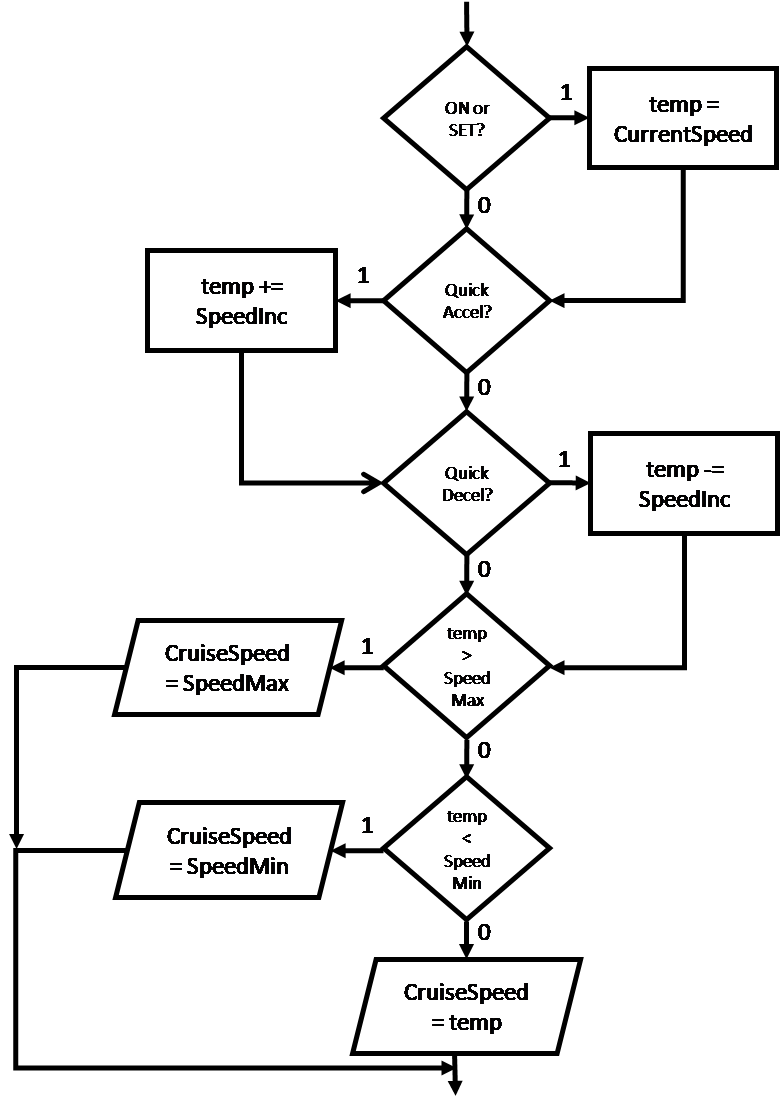 ON or
SET?
1
temp =
CurrentSpeed
0
temp +=
SpeedInc
1
Quick
Accel?
0
Quick
Decel?
1
temp -=
SpeedInc
0
CruiseSpeed
= SpeedMax
1
temp
>
Speed
Max
0
CruiseSpeed
= SpeedMin
1
temp
<
Speed
Min
0
CruiseSpeed
= temp